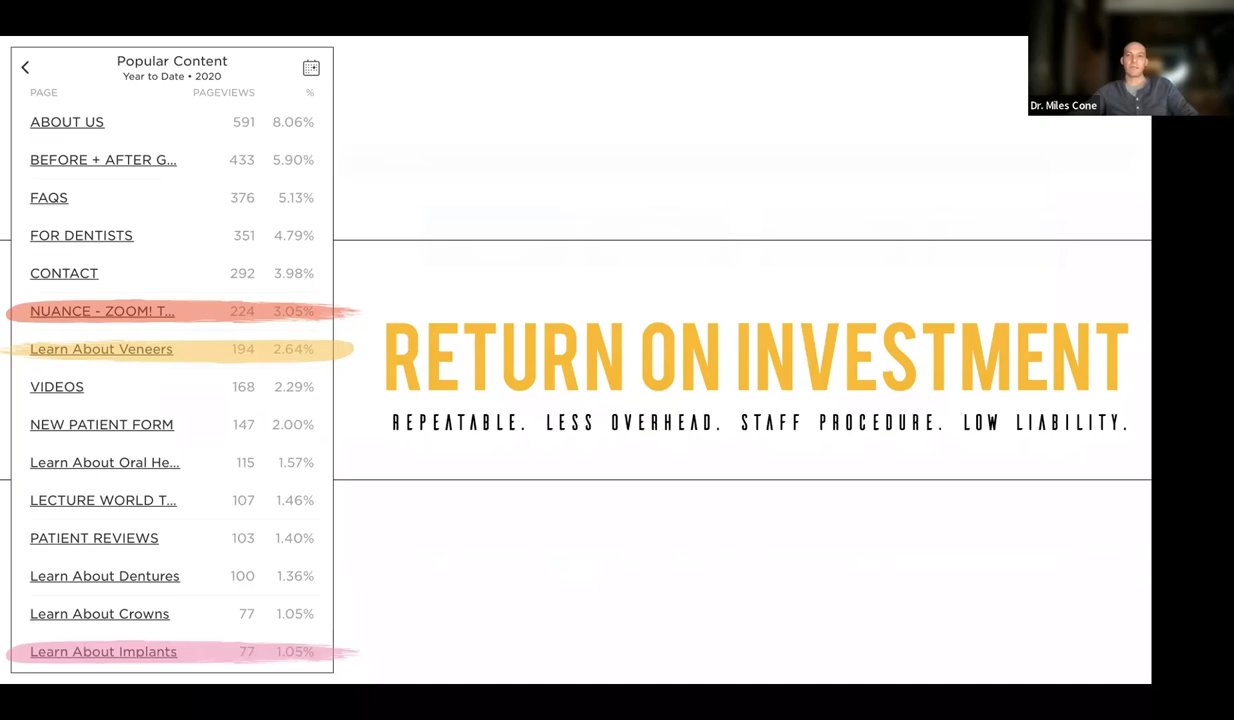 Popular Content
Year to Date • 2020
PAGE PAGEVIEWS %
ABOUT US 591 8.06%
BEFORE + AFTER G... 433 5.90%
FAQS 376 5.13%
FOR DENTISTS 351 4.79%
CONTACT 292 3.98%
NUANCE - ZOOM! T... 224 3.05%
Learn About Veneers 194 2.64%
VIDEOS 168 2.29%
NEW PATIENT FORM 147 2.00%
Learn About Oral He... 115 1.57%
LECTURE WORLD T... 107 1.46%
PATIENT REVIEWS 103 1.40%
Learn About Dentures 100 1.36%
Learn About Crowns 77 1.05%
Learn About Implants 77 1.05%
RETURN ON INVESTMENT
REPEATABLE. LESS OVERHEAD. STAFF PROCEDURE. LOW LIABILITY.
Dr. Miles Cone